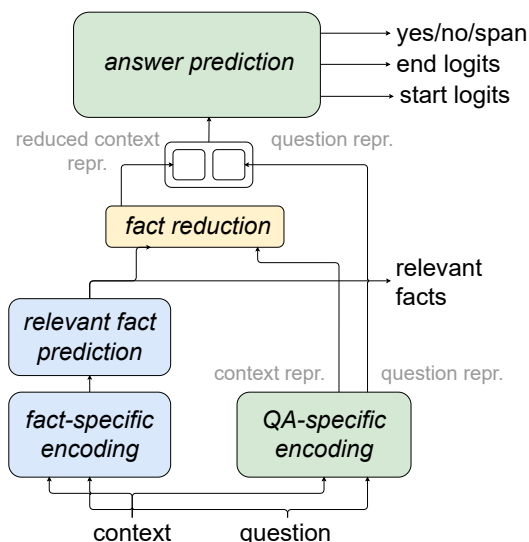 yes/no/span
answer prediction
end logits
start logits
reduced context
repr.
question repr.
fact reduction
relevant
facts
relevant fact
prediction
context repr.
question repr.
fact-specific
encoding
QA-specific
encoding
context
question